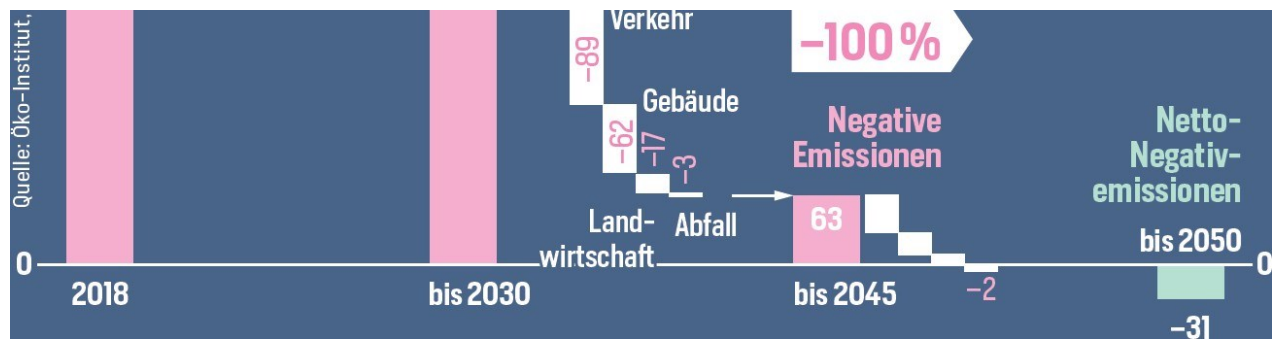 Quelle: Öko-Institut,
Verkehr
–89
–100 %
Gebäude
–62
–17
–3
Land-
wirtschaft
Abfall
Negative
Emissionen
63
–2
Netto-
Negativ-
emissionen
bis 2050
0
0
2018
bis 2030
bis 2045
–31